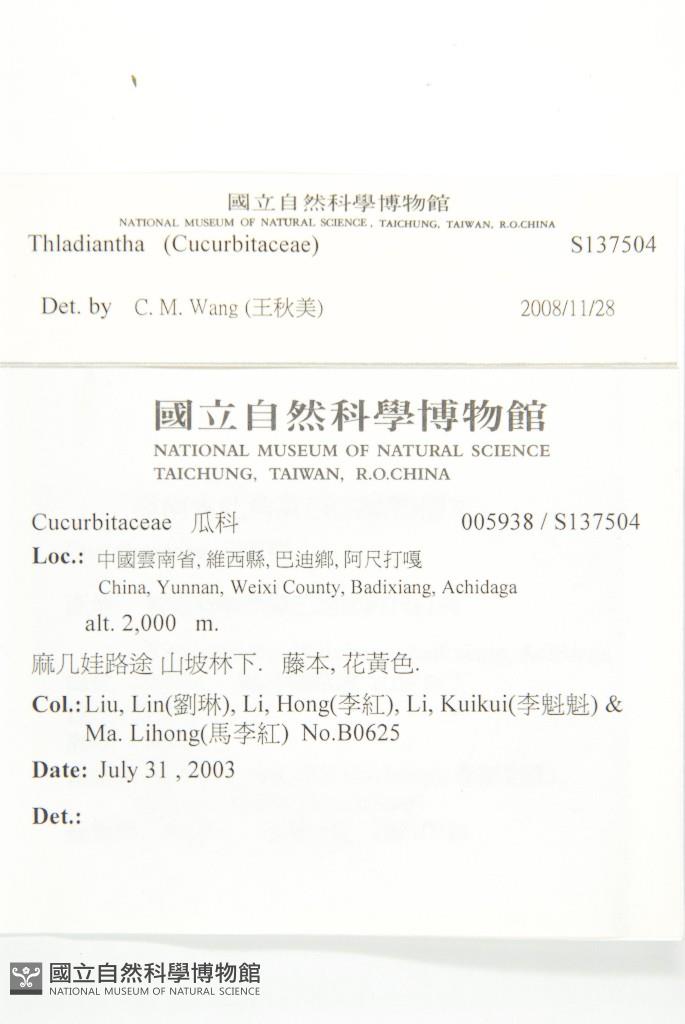 國立自然科學博物館
NATIONAL MUSEUM OF NATURAL SCIENCE, TAICHUNG, TAIWAN, R.O.CHINA
Thladiantha (Cucurbitaceae) S137504
Det. by C. M. Wang (王秋美) 2008/11/28
國立自然科學博物館
NATIONAL MUSEUM OF NATURAL SCIENCE
TAICHUNG, TAIWAN, R.O.CHINA
Cucurbitaceae 瓜科 005938 / S137504
Loc.: 中國雲南省, 維西縣, 巴迪鄉, 阿尺打嘎
China, Yunnan, Weixi County, Badixiang, Achidaga
alt. 2,000 m.
麻几娃路途 山坡林下. 藤本, 花黃色.
Col.: Liu, Lin(劉琳), Li, Hong(李紅), Li, Kuikui(李魁魁) &
Ma. Lihong(馬李紅) No.B0625
Date: July 31 , 2003
Det.:
國立自然科學博物館
NATIONAL MUSEUM OF NATURAL SCIENCE